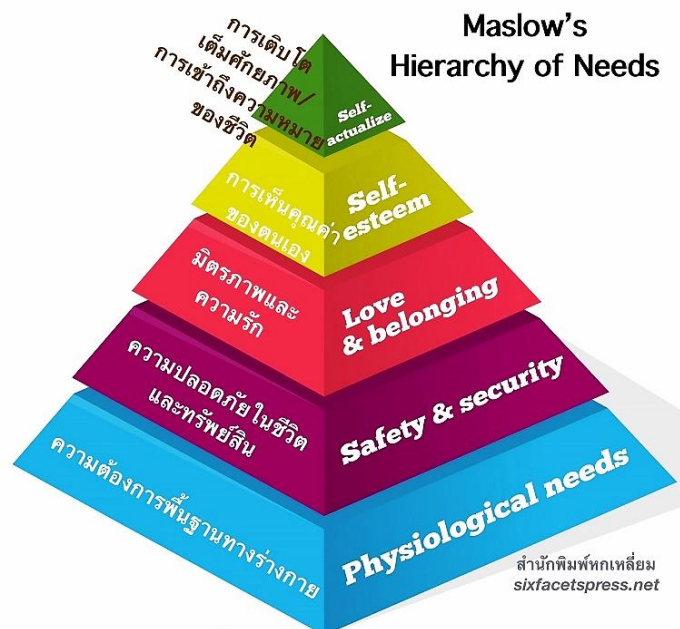 Maslow's
Hierarchy of Needs
การเติบโต
เต็มศักยภาพ/
การเข้าถึงความหมาย
ของชีวิต
Self-
actualize
การเห็นคุณค่า
ของตนเอง
Self-
esteem
มิตรภาพและ
ความรัก
Love
& belonging
ความปลอดภัยในชีวิต
และทรัพย์สิน
Safety & security
ความต้องการพื้นฐานทางร่างกาย
Physiological needs
สำนักพิมพ์หกเหลี่ยม
sixfacetspress.net